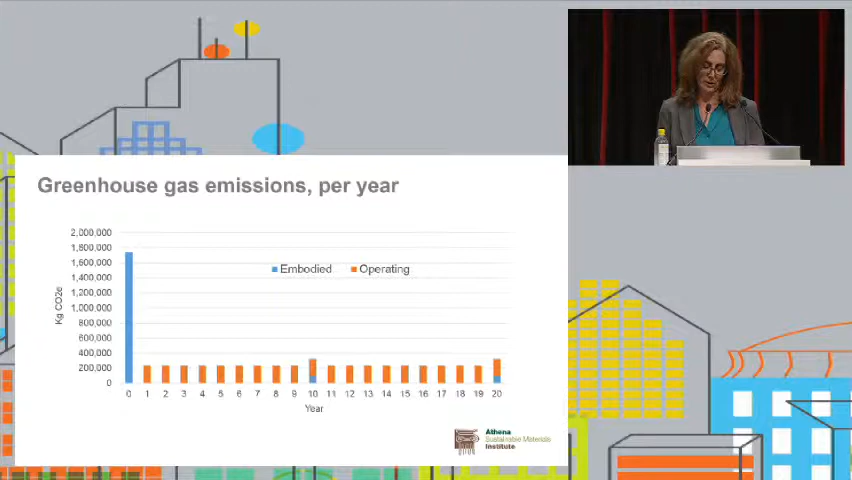 Greenhouse gas emissions, per year
2,000,000
1,800,000
1,600,000
1,400,000
1,200,000
1,000,000
800,000
600,000
400,000
200,000
0
Kg CO2e
Embodied Operating
0 1 2 3 4 5 6 7 8 9 10 11 12 13 14 15 16 17 18 19 20
Year
Athena
Sustainable Materials
Institute